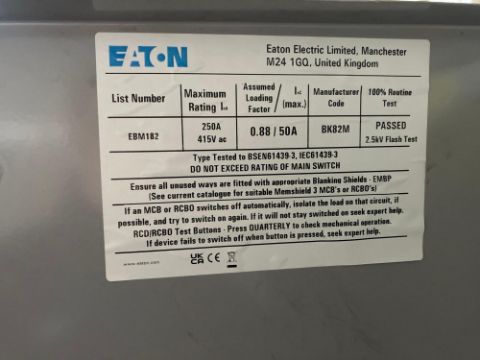 EATON
Eaton Electric Limited, Manchester
M24 1GQ, United Kingdom
List Number
Maximum
Rating InA
Assumed
Loading
Factor
/
Inc
(max.)
Manufacturer
Code
100% Routine
Test
EBM182
250A
415V ac
0.88 / 50A
BK82M
PASSED
2.5kV Flash Test
Type Tested to BSEN61439-3, IEC61439-3
DO NOT EXCEED RATING OF MAIN SWITCH
Ensure all unused ways are fitted with appropriate Blanking Shields - EMBP
(See current catalogue for suitable Memshield 3 MCB's or RCBO's)
If an MCB or RCBO switches off automatically, isolate the load on that circuit, if
possible, and try to switch on again. If it will not stay switched on seek expert help.
RCD/RCBO Test Buttons - Press QUARTERLY to check mechanical operation.
If device fails to switch off when button is pressed, seek expert help.
www.eaton.com
UK
CA CE